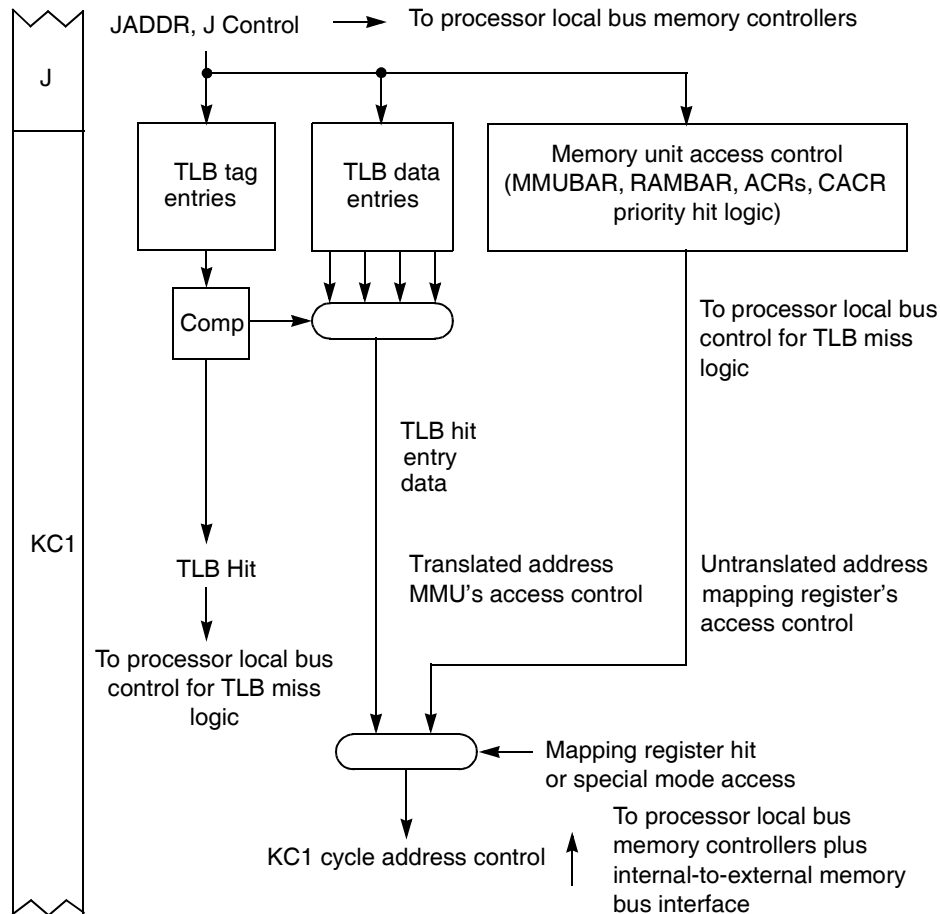 JADDR, J Control
To processor local bus memory controllers
J
TLB tag
entries
TLB data
entries
Memory unit access control
(MMUBAR, RAMBAR, ACRs, CACR
priority hit logic)
Comp
To processor local bus
control for TLB miss
logic
TLB hit
entry
data
KC1
TLB Hit
Translated address
MMU’s access control
Untranslated address
mapping register’s
access control
To processor local bus
control for TLB miss
logic
Mapping register hit
or special mode access
KC1 cycle address control
To processor local bus
memory controllers plus
internal-to-external memory
bus interface